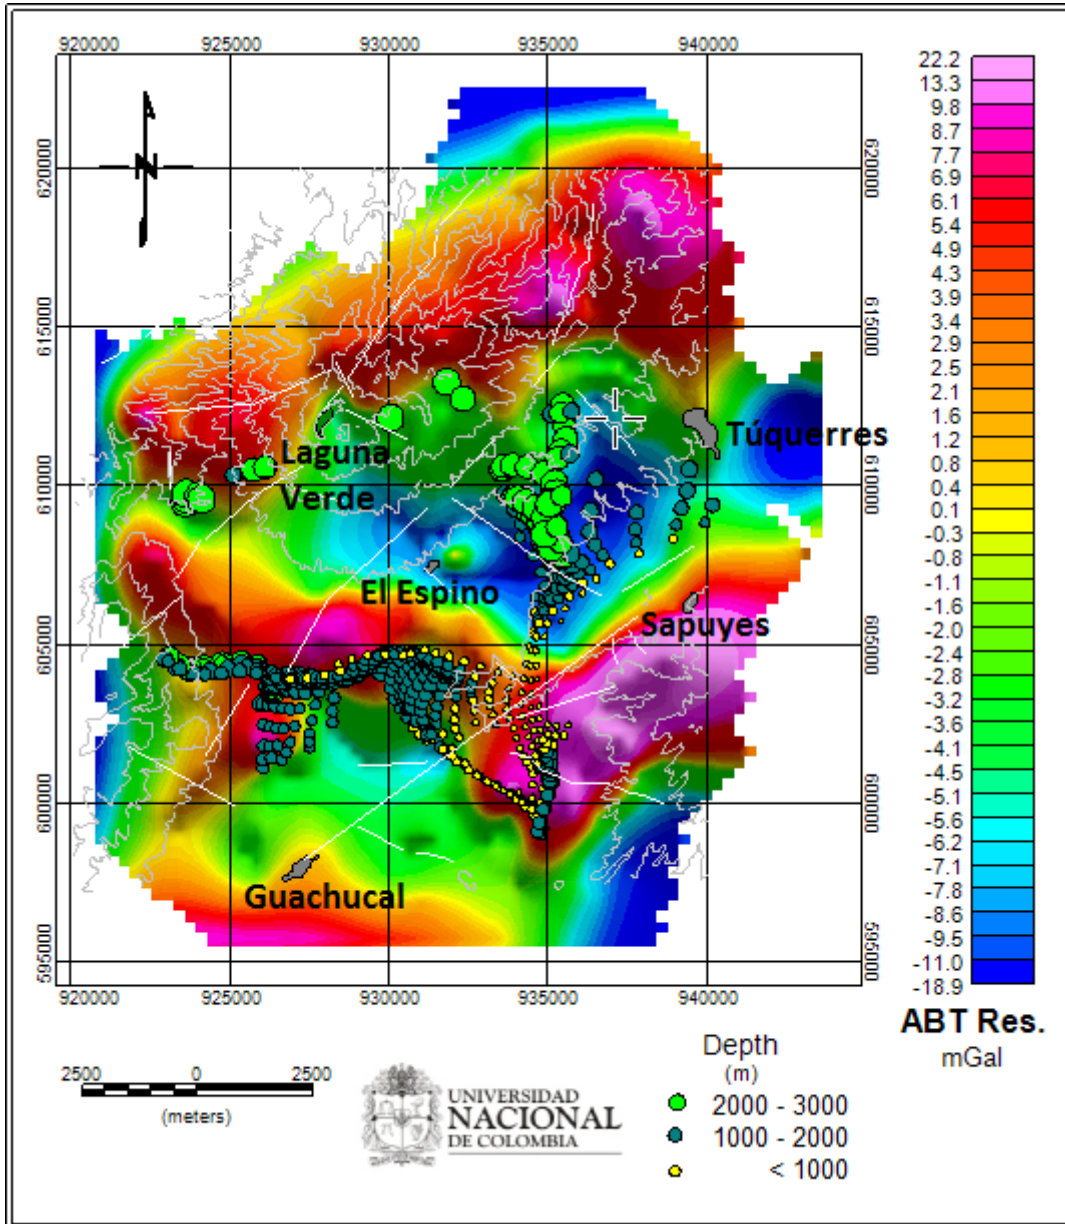 920000 925000 930000 935000 940000
620000 620000
615000 615000
610000 610000
605000 605000
600000 600000
595000 595000
N
Laguna
Verde
Túquerres
El Espino
Sapuyes
Guachucal
920000 925000 930000 935000 940000
22.2
13.3
9.8
8.7
7.7
6.9
6.1
5.4
4.9
4.3
3.9
3.4
2.9
2.5
2.1
1.6
1.2
0.8
0.4
0.1
-0.3
-0.8
-1.1
-1.6
-2.0
-2.4
-2.8
-3.2
-3.6
-4.1
-4.5
-5.1
-5.6
-6.2
-7.1
-7.8
-8.6
-9.5
-11.0
-18.9
ABT Res.
mGal
2500 0 2500
(meters)
UNIVERSIDAD
NACIONAL
DE COLOMBIA
Depth
(m)
2000 - 3000
1000 - 2000
< 1000